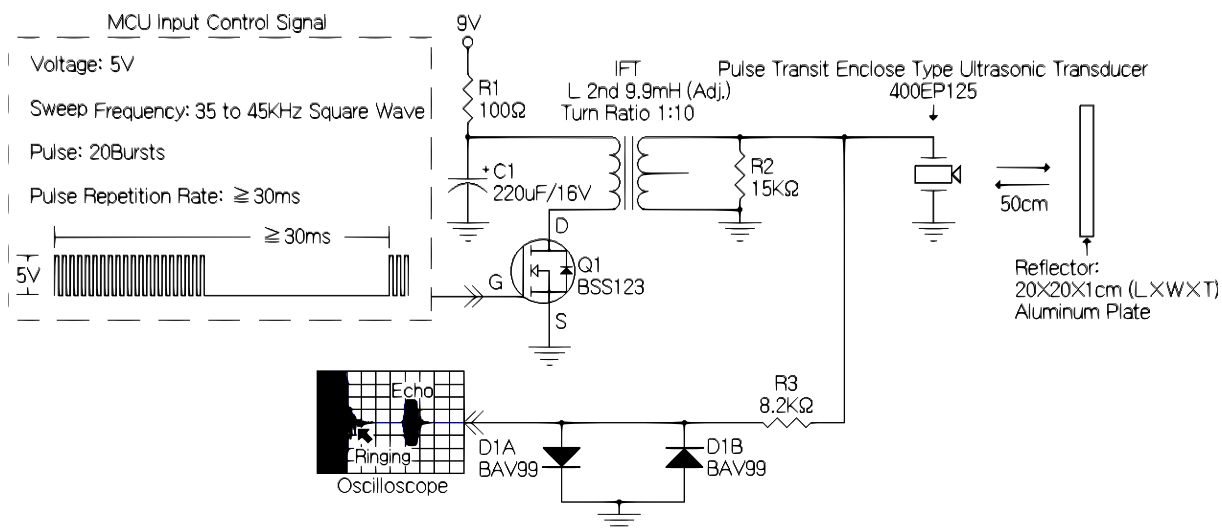 MCU Input Control Signal
Voltage: 5V
Sweep Frequency: 35 to 45KHz Square Wave
Pulse: 20Bursts
Pulse Repetition Rate: ≧30ms
≧30ms
5V
9V
R1
100Ω
+
C1
220uF/16V
IFT
L 2nd 9.9mH (Adj.)
Turn Ratio 1:10
D
G
S
Q1
BSS123
R2
15KΩ
Pulse Transit Enclose Type Ultrasonic Transducer
400EP125
50cm
Reflector:
20X20X1cm (LXWXT)
Aluminum Plate
R3
8.2KΩ
D1A
BAV99
D1B
BAV99
Echo
Ringing
Oscilloscope